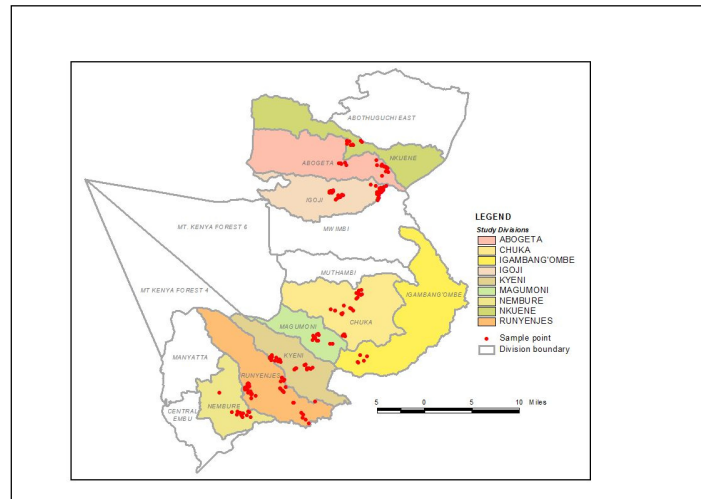 ABOTHUGUCHI EAST
NKUENE
ABOGETA
IGOJI
MT. KENYA FOREST 6
MWIMBI
LEGEND
Study Divisions
ABOGETA
CHUKA
IGAMBANG'OMBE
IGOJI
KYENI
MAGUMONI
NEMBURE
NKUENE
RUNYENJES
Sample point
Division boundary
MUTHAMBI
MT KENYA FOREST 4
IGAMBANG'OMBE
CHUKA
MAGUMONI
MANYATTA
KYENI
RUNYENJES
NEMBURE
CENTRAL
EMBU
5 0 5 10 Miles